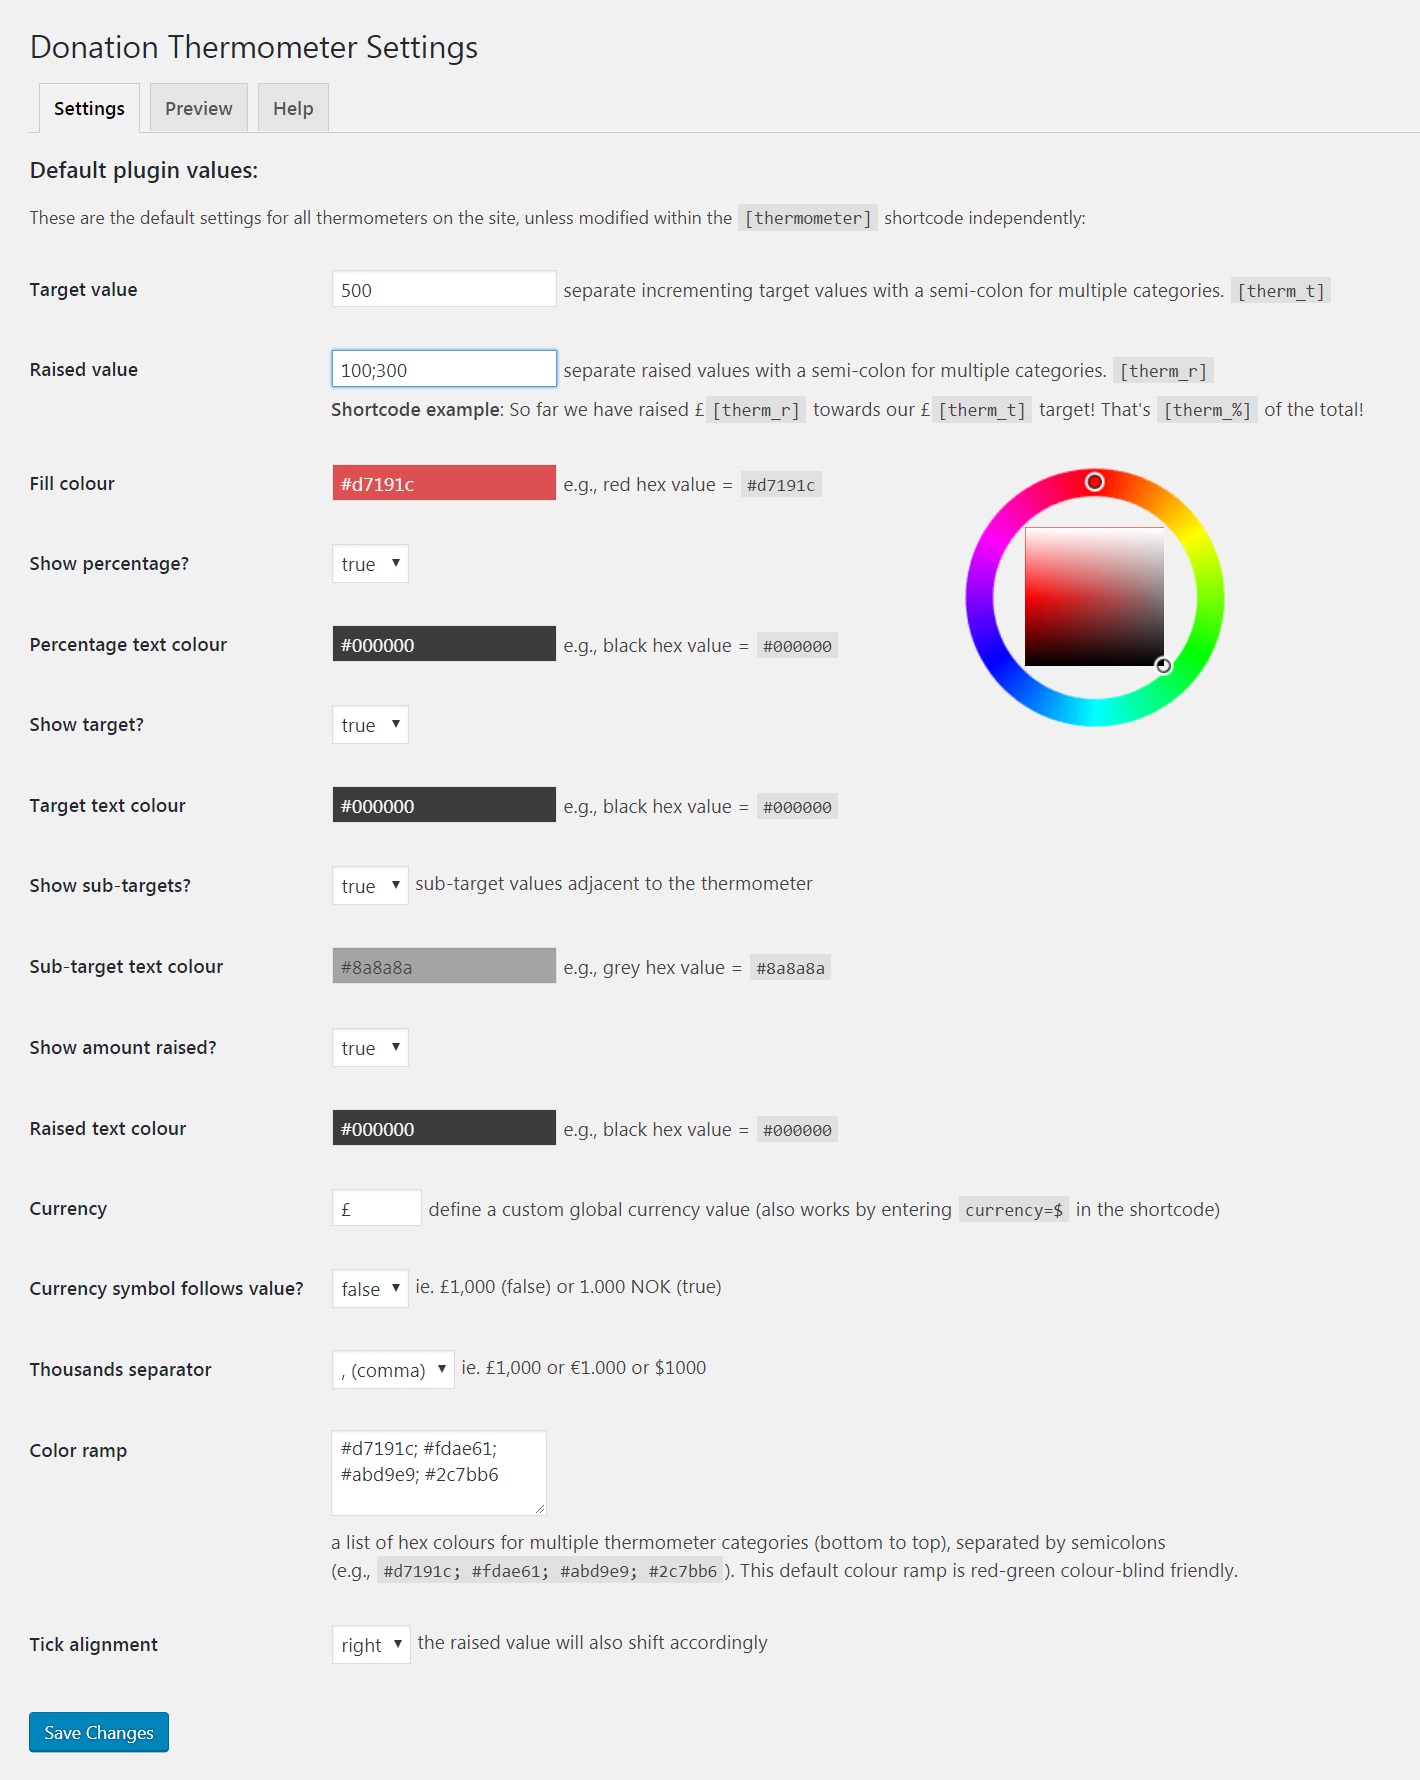 Donation Thermometer Settings
Settings Preview Help
Default plugin values:
These are the default settings for all thermometers on the site, unless modified within the [thermometer] shortcode independently:
Target value 500 separate incrementing target values with a semi-colon for multiple categories. [therm_t]
Raised value 100;300 separate raised values with a semi-colon for multiple categories. [therm_r]
Shortcode example: So far we have raised £ [therm_r] towards our £ [therm_t] target! That's [therm_%] of the total!
Fill colour #d7191c e.g., red hex value = #d7191c
Show percentage? true
Percentage text colour #000000 e.g., black hex value = #000000
Show target? true
Target text colour #000000 e.g., black hex value = #000000
Show sub-targets? true sub-target values adjacent to the thermometer
Sub-target text colour #8a8a8a e.g., grey hex value = #8a8a8a
Show amount raised? true
Raised text colour #000000 e.g., black hex value = #000000
Currency £ define a custom global currency value (also works by entering currency=$ in the shortcode)
Currency symbol follows value? false ie. £1,000 (false) or 1.000 NOK (true)
Thousands separator , (comma) ie. £1,000 or €1.000 or $1000
Color ramp #d7191c; #fdae61;
#abd9e9; #2c7bb6
a list of hex colours for multiple thermometer categories (bottom to top), separated by semicolons
(e.g., #d7191c; #fdae61; #abd9e9; #2c7bb6 ). This default colour ramp is red-green colour-blind friendly.
Tick alignment right the raised value will also shift accordingly
Save Changes